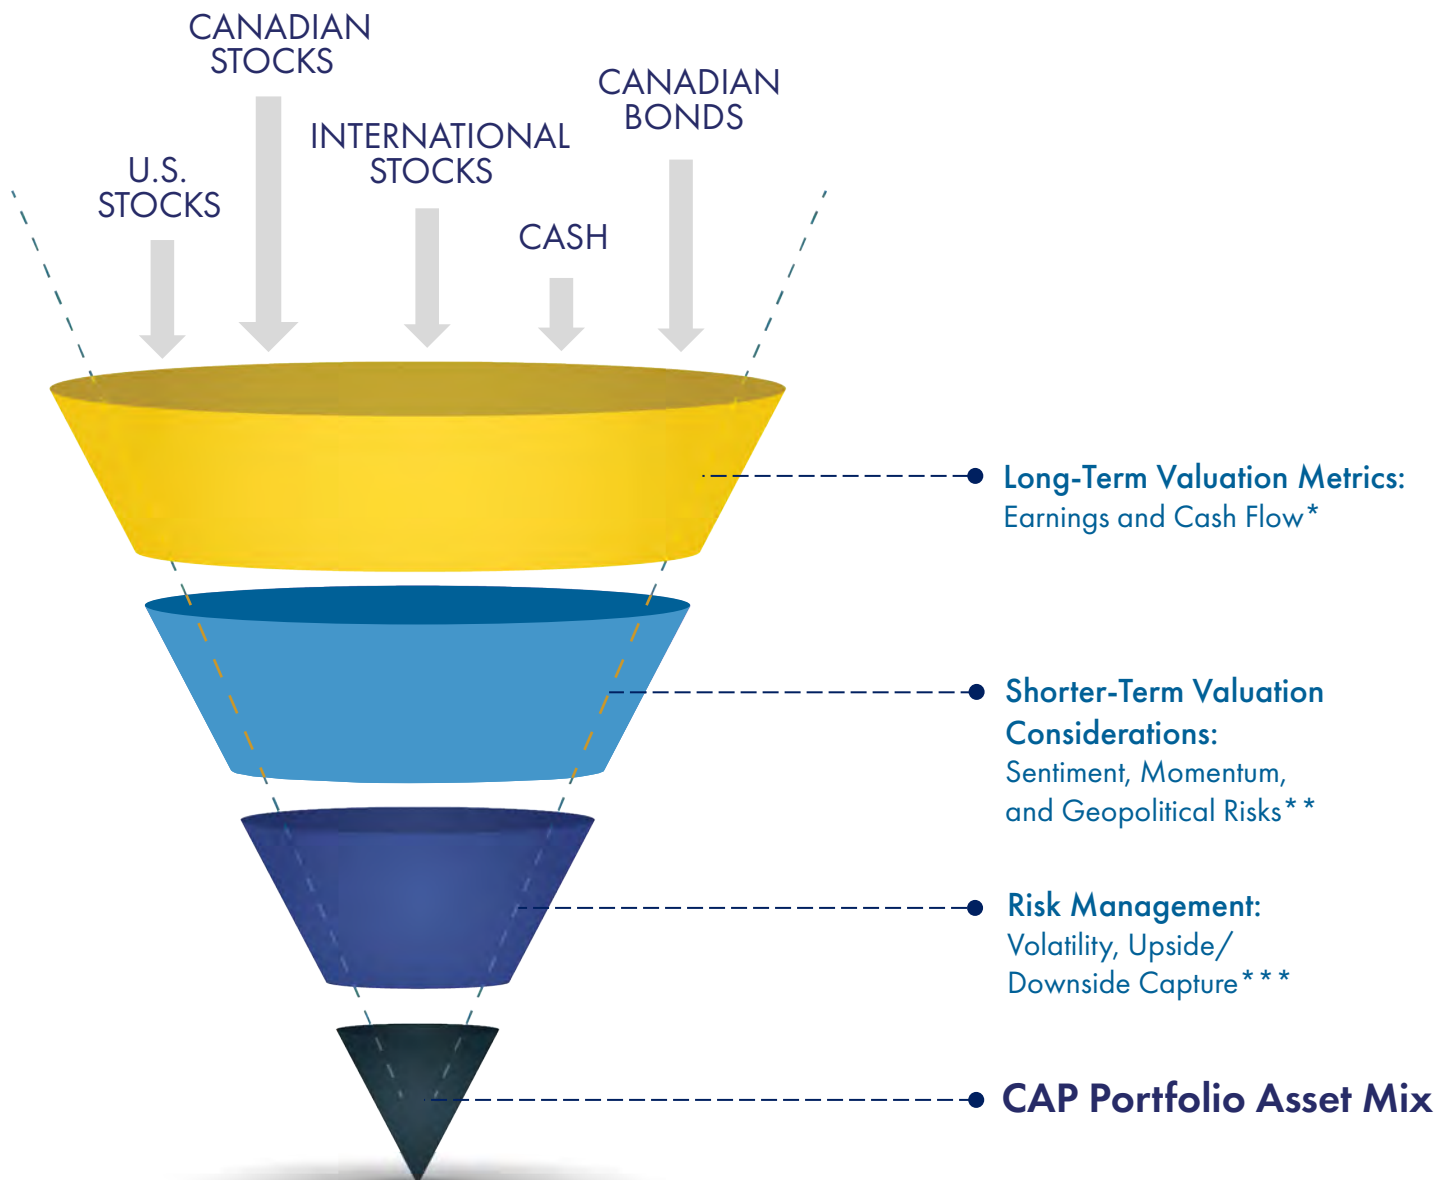 CANADIAN
STOCKS
CANADIAN
BONDS
INTERNATIONAL
STOCKS
U.S.
STOCKS
CASH
Long-Term Valuation Metrics:
Earnings and Cash Flow*
Shorter-Term Valuation
Considerations:
Sentiment, Momentum,
and Geopolitical Risks**
Risk Management:
Volatility, Upside/
Downside Capture***
CAP Portfolio Asset Mix